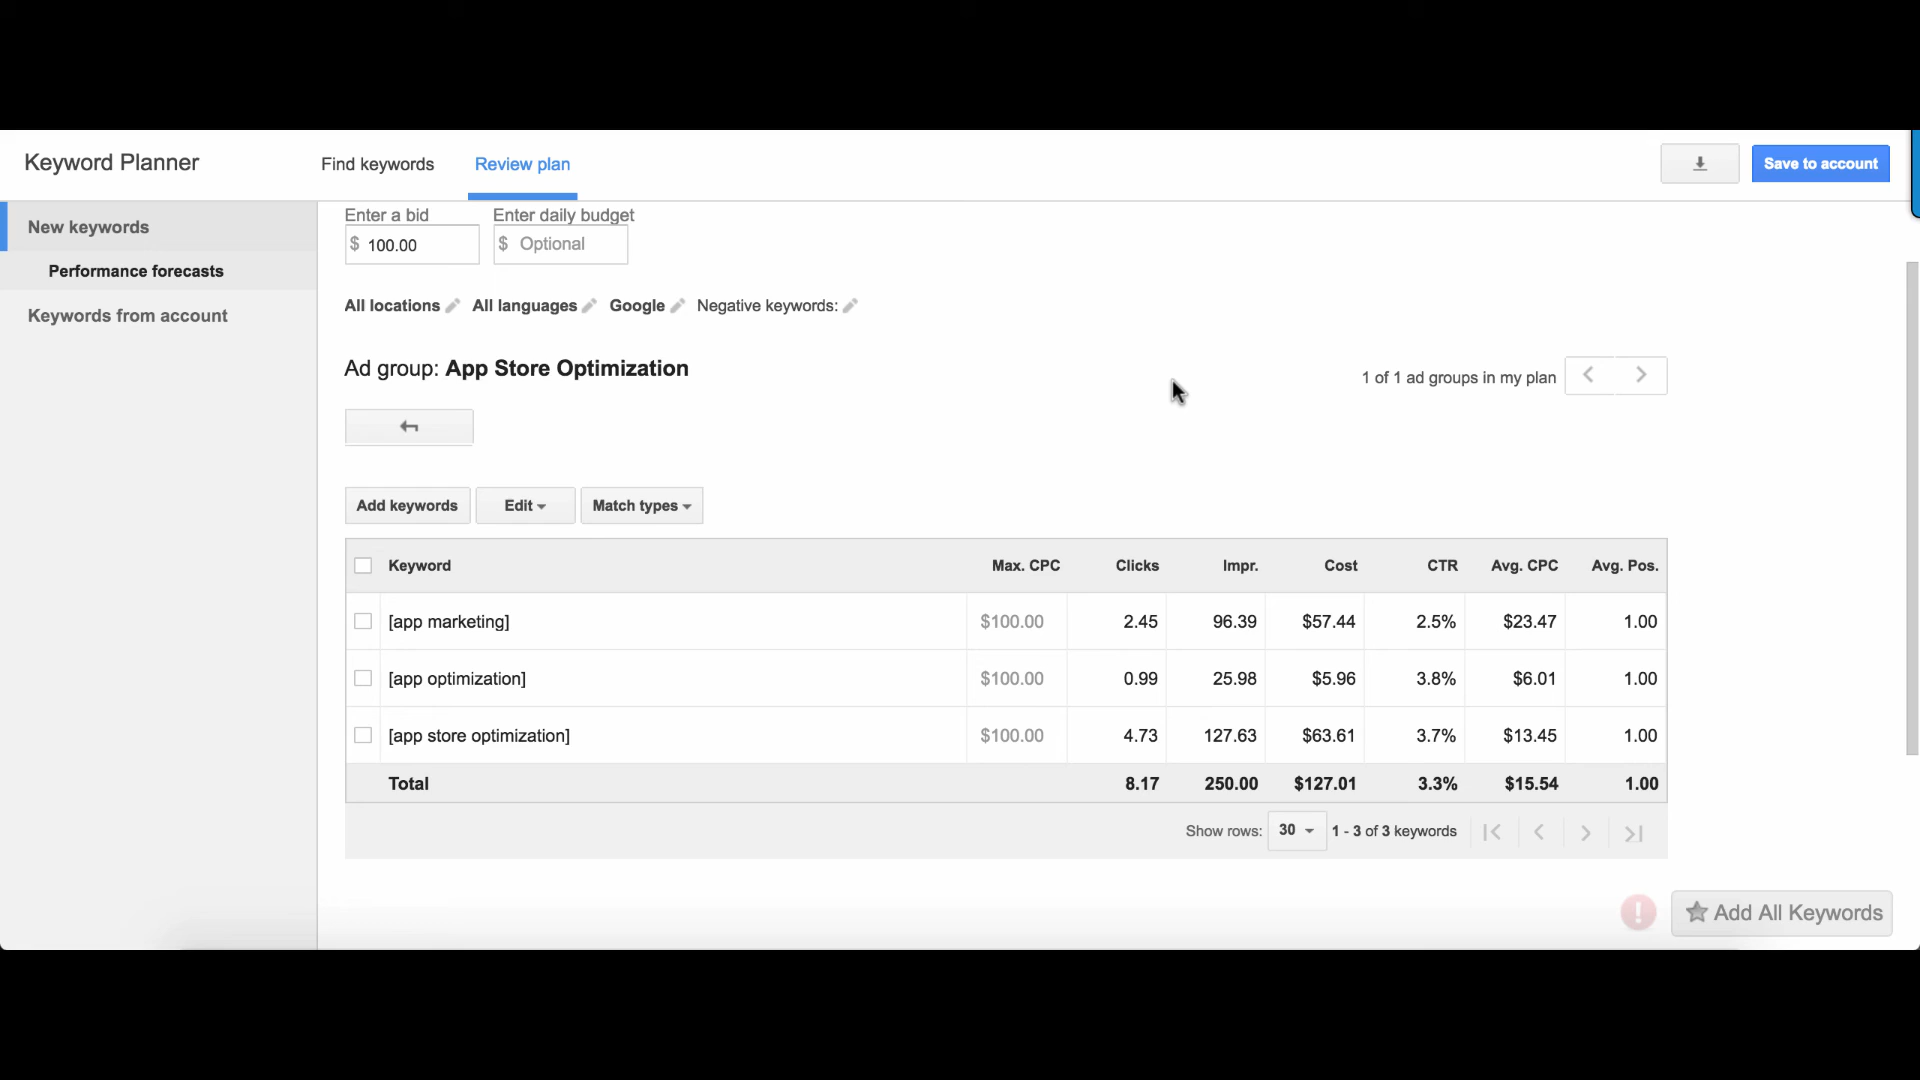 Keyword Planner
Find keywords
Review plan
Save to account
New keywords
Performance forecasts
Keywords from account
Enter a bid
Enter daily budget
$ 100.00
$ Optional
All locations All languages Google Negative keywords:
Ad group: App Store Optimization
1 of 1 ad groups in my plan
Add keywords
Edit
Match types
Keyword Max. CPC Clicks Impr. Cost CTR Avg. CPC Avg. Pos.
[app marketing] $100.00 2.45 96.39 $57.44 2.5% $23.47 1.00
[app optimization] $100.00 0.99 25.98 $5.96 3.8% $6.01 1.00
[app store optimization] $100.00 4.73 127.63 $63.61 3.7% $13.45 1.00
Total 8.17 250.00 $127.01 3.3% $15.54 1.00
Show rows: 30 1 - 3 of 3 keywords
! Add All Keywords